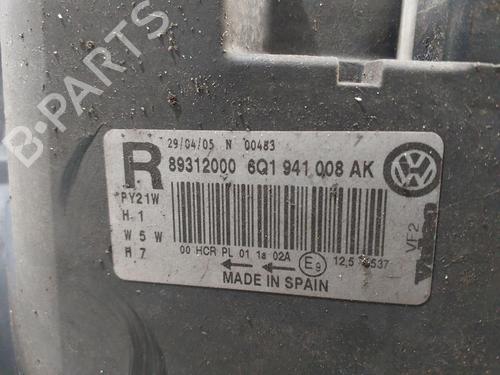 B-PARTS
29/04/05 N 00483
R 89312000 6Q1 941 008 AK
PY21W
H 1
W 5 W
H 7
00 HCR PL 01 1a 02A E9 12,5
MADE IN SPAIN
VF2
Valeo